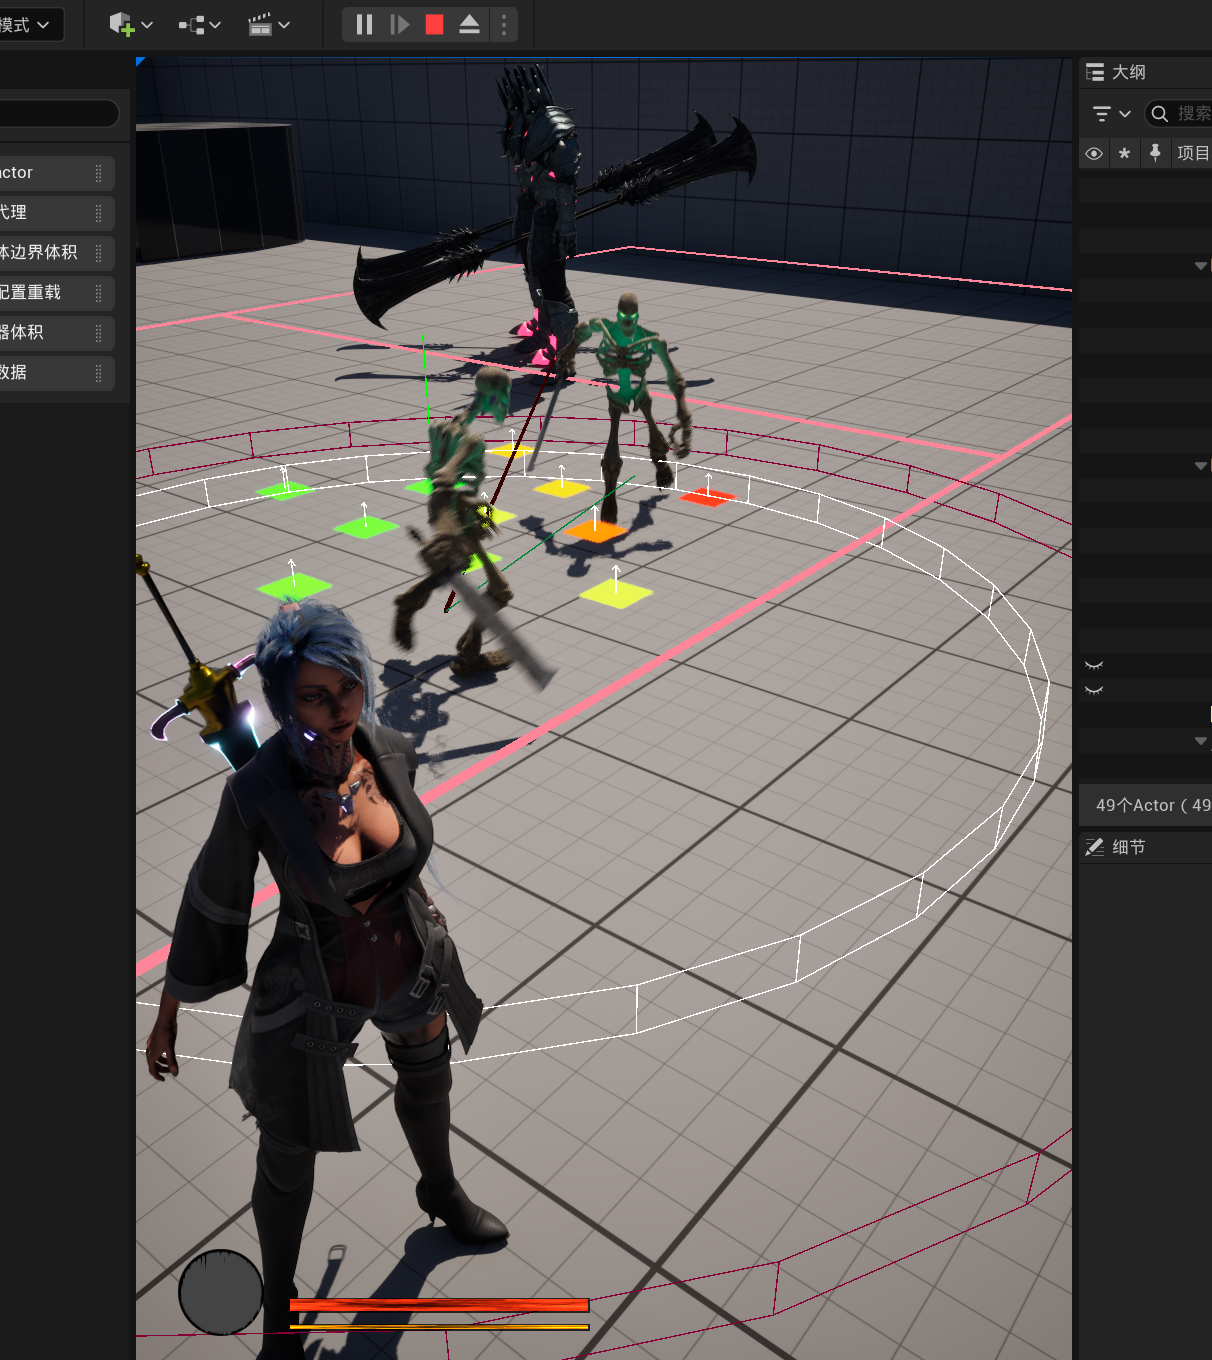 模式
actor
代理
体边界体积
配置重载
器体积
数据
大纲
搜索
项目
49个Actor（49
细节